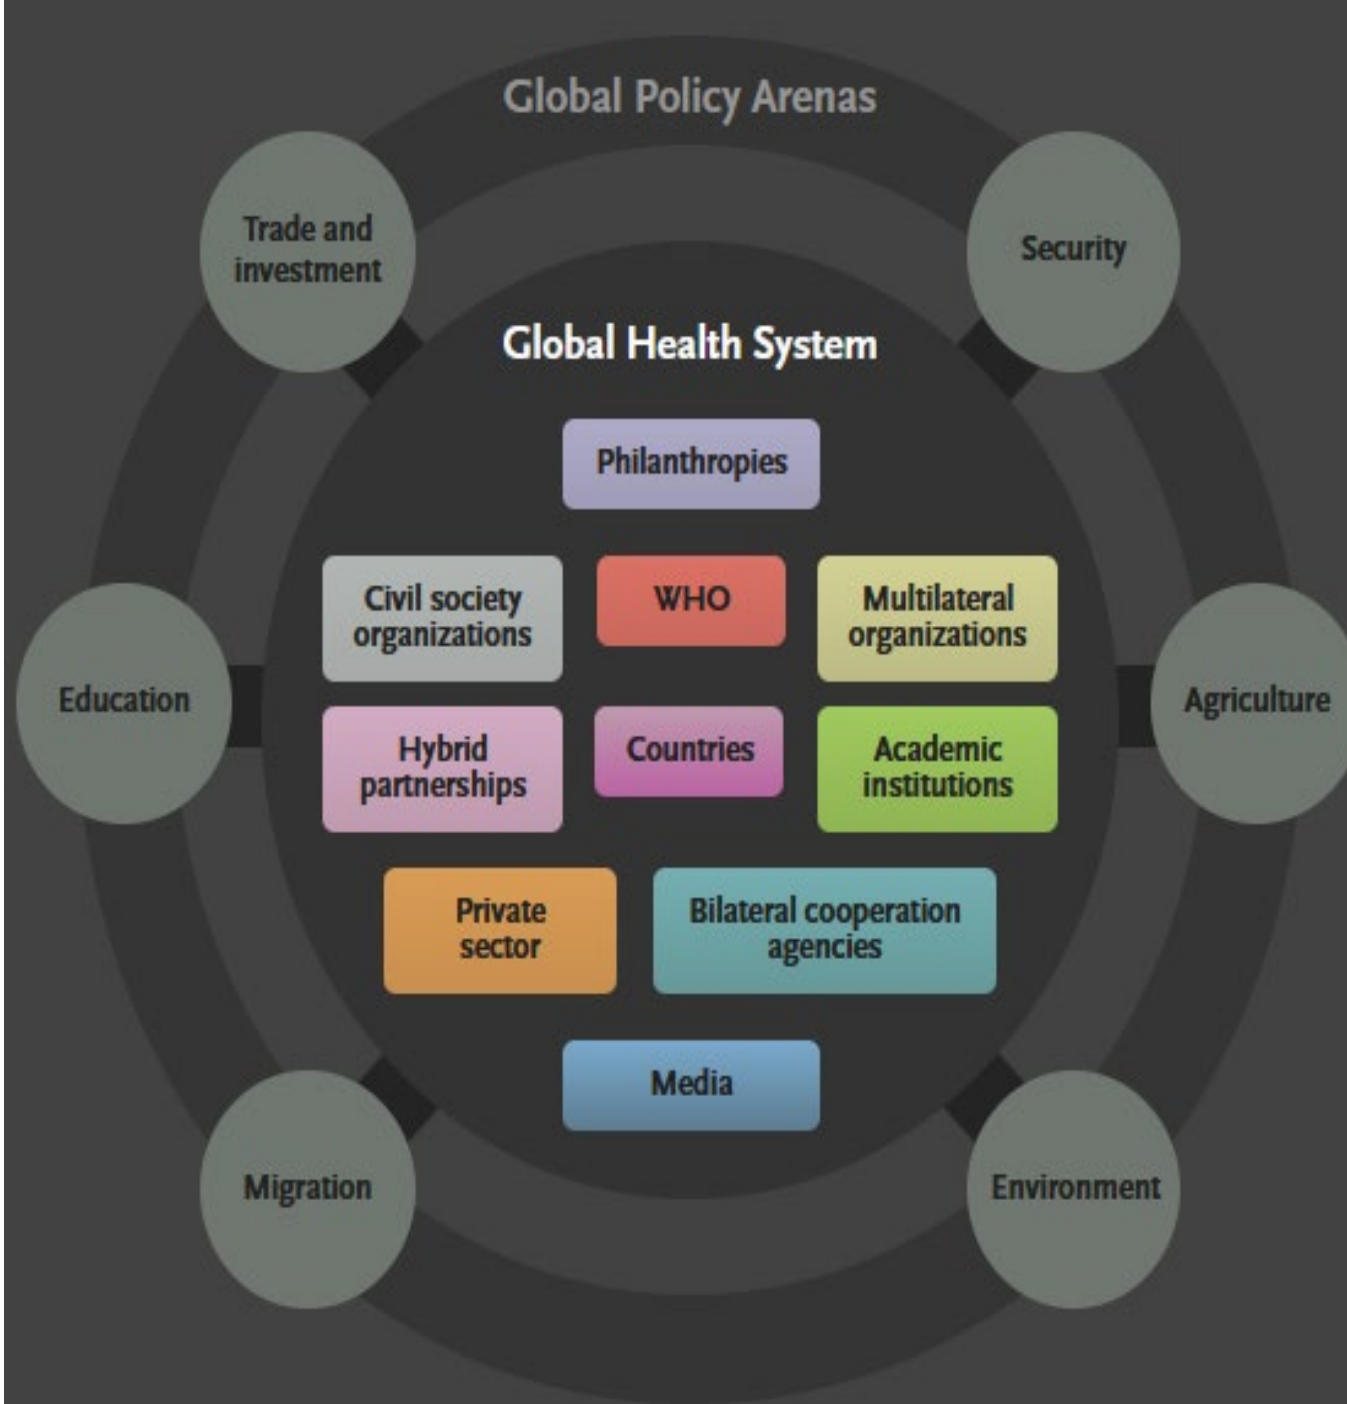 Global Policy Arenas
Trade and
investment
Security
Global Health System
Philanthropies
Civil society
organizations
WHO
Multilateral
organizations
Education
Hybrid
partnerships
Countries
Academic
institutions
Agriculture
Private
sector
Bilateral cooperation
agencies
Media
Migration
Environment